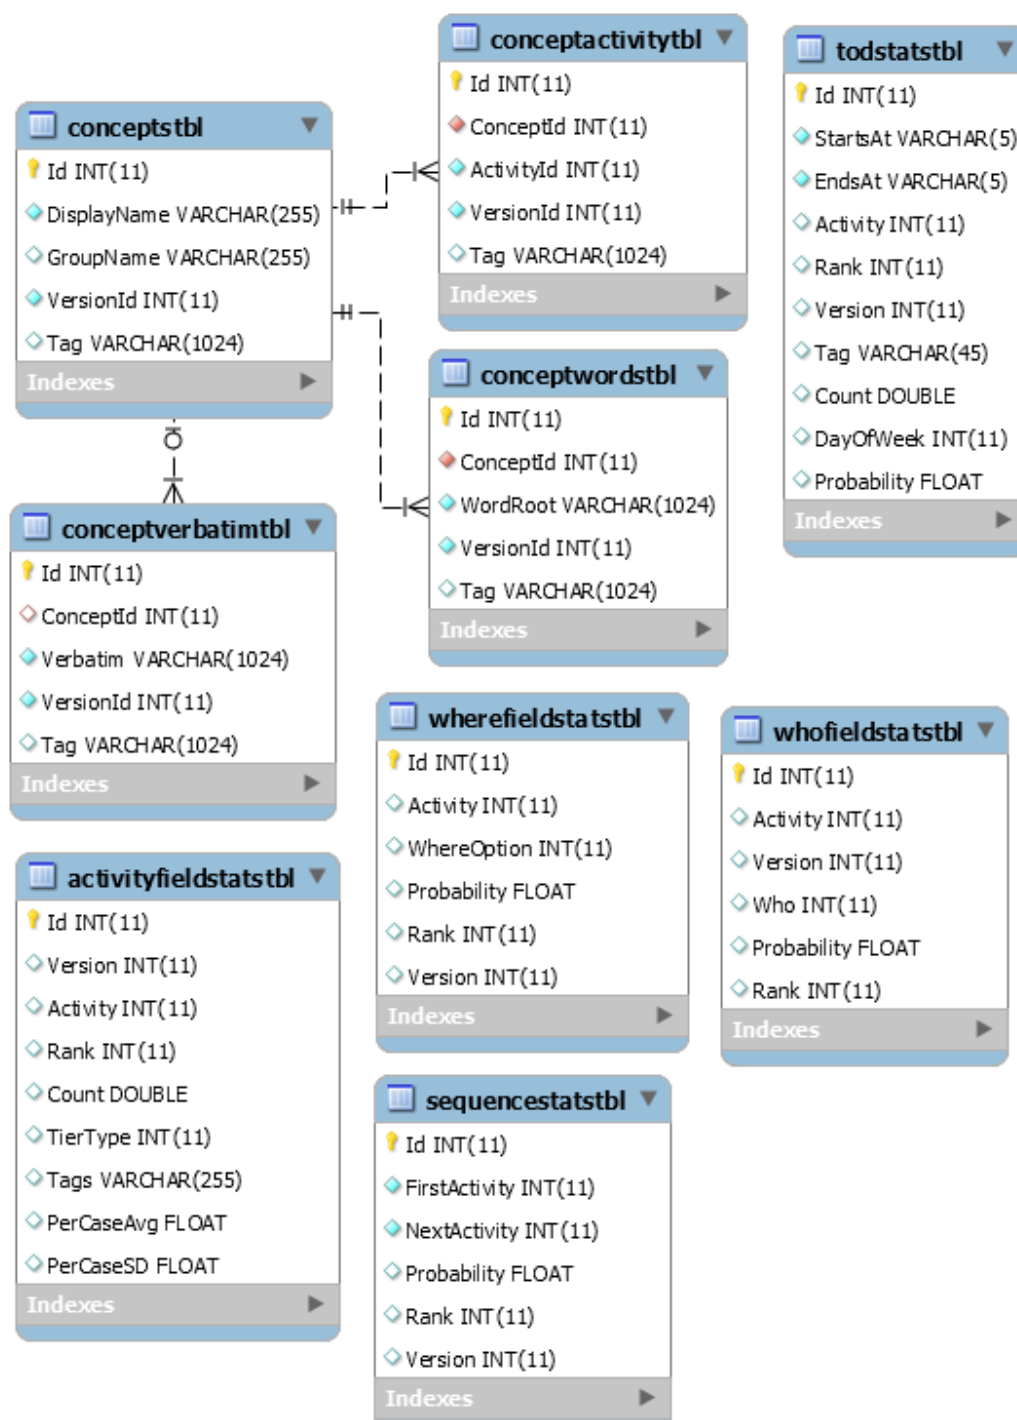 conceptstbl
Id INT(11)
DisplayName VARCHAR(255)
GroupName VARCHAR(255)
VersionId INT(11)
Tag VARCHAR(1024)
Indexes
conceptactivitytbl
Id INT(11)
ConceptId INT(11)
ActivityId INT(11)
VersionId INT(11)
Tag VARCHAR(1024)
Indexes
todstatstbl
Id INT(11)
StartsAt VARCHAR(5)
EndsAt VARCHAR(5)
Activity INT(11)
Rank INT(11)
Version INT(11)
Tag VARCHAR(45)
Count DOUBLE
DayOfWeek INT(11)
Probability FLOAT
Indexes
conceptwordstbl
Id INT(11)
ConceptId INT(11)
WordRoot VARCHAR(1024)
VersionId INT(11)
Tag VARCHAR(1024)
Indexes
conceptverbatimtbl
Id INT(11)
ConceptId INT(11)
Verbatim VARCHAR(1024)
VersionId INT(11)
Tag VARCHAR(1024)
Indexes
wherefieldstatstbl
Id INT(11)
Activity INT(11)
WhereOption INT(11)
Probability FLOAT
Rank INT(11)
Version INT(11)
Indexes
whofieldstatstbl
Id INT(11)
Activity INT(11)
Version INT(11)
Who INT(11)
Probability FLOAT
Rank INT(11)
Indexes
activityfieldstatstbl
Id INT(11)
Version INT(11)
Activity INT(11)
Rank INT(11)
Count DOUBLE
TierType INT(11)
Tags VARCHAR(255)
PerCaseAvg FLOAT
PerCaseSD FLOAT
Indexes
sequencestatstbl
Id INT(11)
FirstActivity INT(11)
NextActivity INT(11)
Probability FLOAT
Rank INT(11)
Version INT(11)
Indexes